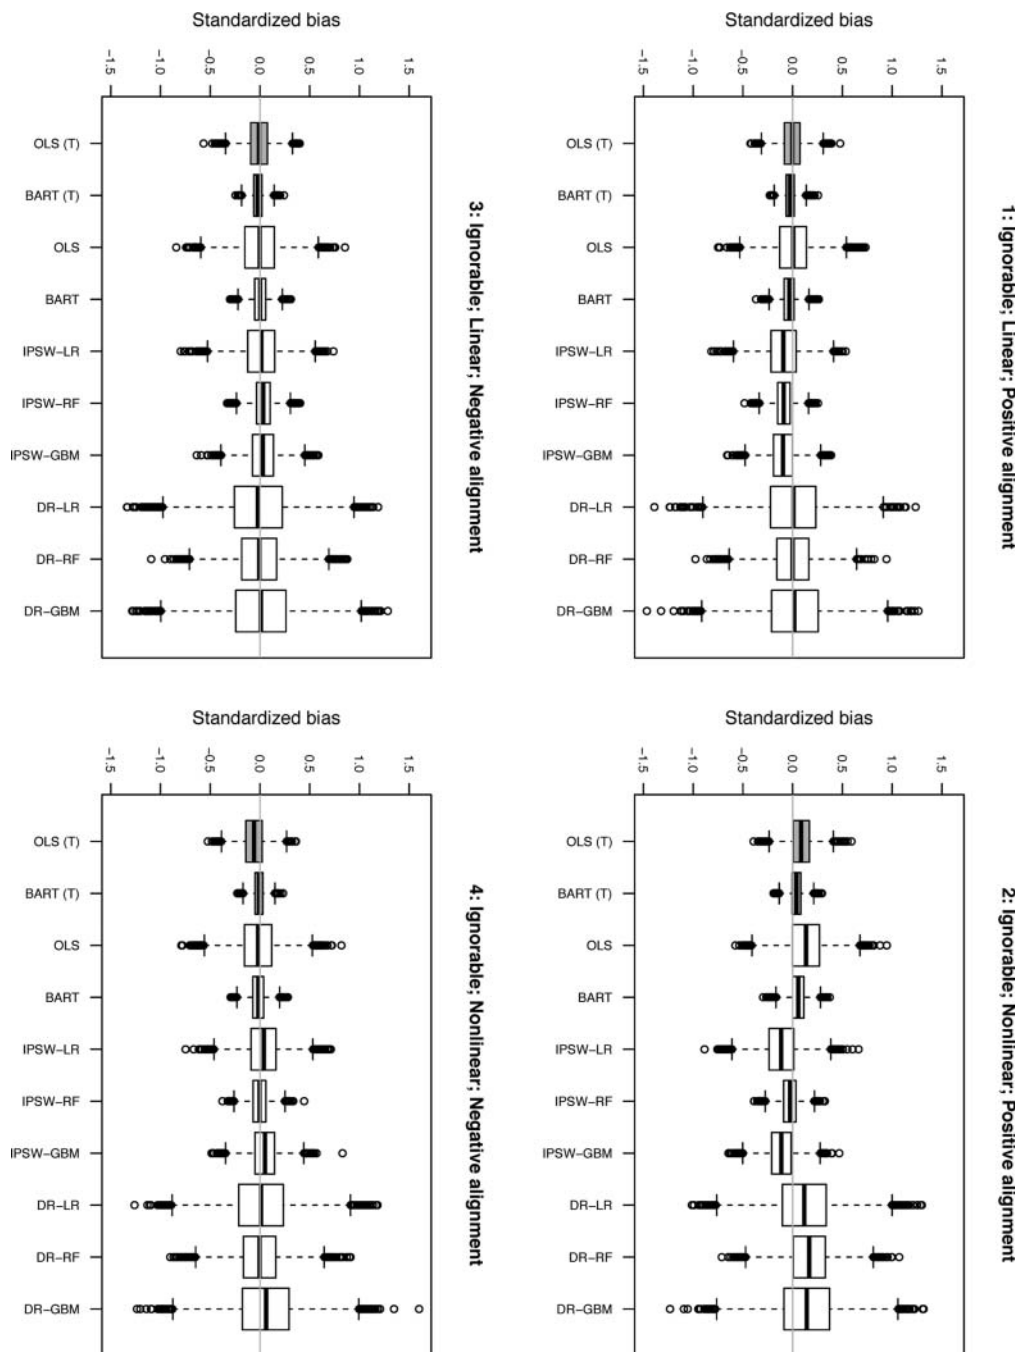 1: Ignorable; Linear; Positive alignment
Standardized bias
−1.5
−1.0
−0.5
0.0
0.5
1.0
1.5
OLS (T)
BART (T)
OLS
BART
IPSW−LR
IPSW−RF
IPSW−GBM
DR−LR
DR−RF
DR−GBM
2: Ignorable; Nonlinear; Positive alignment
Standardized bias
−1.5
−1.0
−0.5
0.0
0.5
1.0
1.5
OLS (T)
BART (T)
OLS
BART
IPSW−LR
IPSW−RF
IPSW−GBM
DR−LR
DR−RF
DR−GBM
3: Ignorable; Linear; Negative alignment
Standardized bias
−1.5
−1.0
−0.5
0.0
0.5
1.0
1.5
OLS (T)
BART (T)
OLS
BART
IPSW−LR
IPSW−RF
IPSW−GBM
DR−LR
DR−RF
DR−GBM
4: Ignorable; Nonlinear; Negative alignment
Standardized bias
−1.5
−1.0
−0.5
0.0
0.5
1.0
1.5
OLS (T)
BART (T)
OLS
BART
IPSW−LR
IPSW−RF
IPSW−GBM
DR−LR
DR−RF
DR−GBM